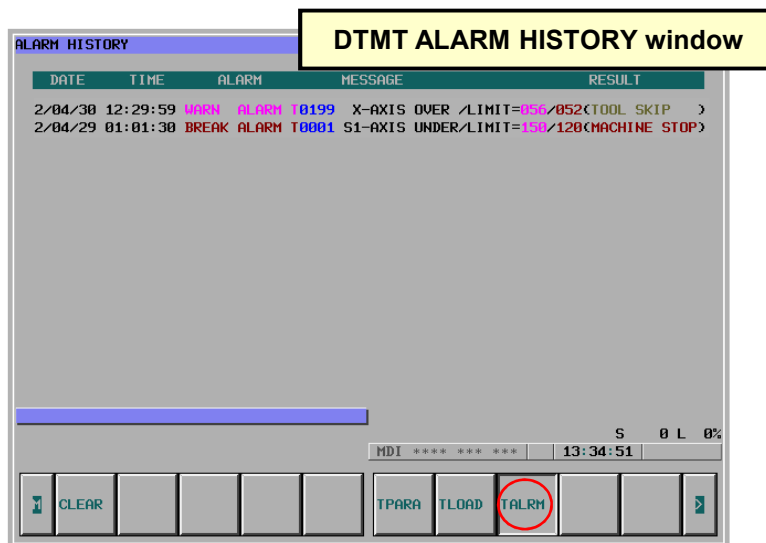 DTMT ALARM HISTORY window
ALARM HISTORY
DATE TIME ALARM MESSAGE RESULT
2/04/30 12:29:59 WARN ALARM T0199 X-AXIS OVER /LIMIT=056/052(TOOL SKIP )
2/04/29 01:01:30 BREAK ALARM T0001 S1-AXIS UNDER/LIMIT=150/120(MACHINE STOP)
S 0 L 0%
MDI **** *** *** 13:34:51
CLEAR TPARA TLOAD TALRM >